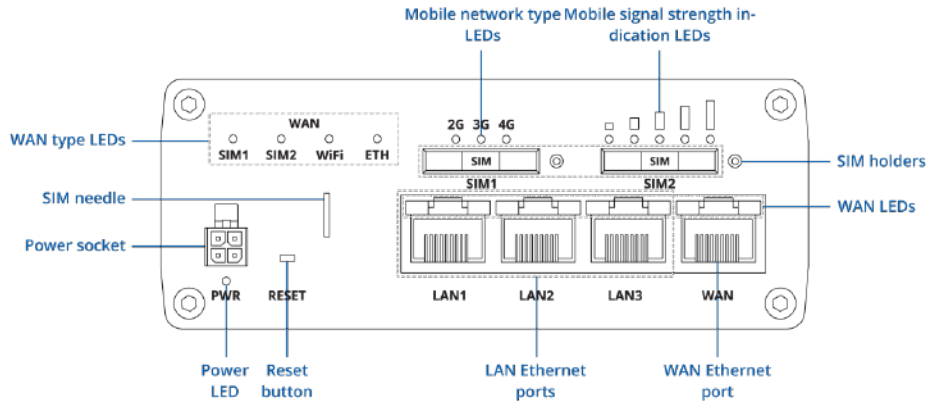 Mobile network type
LEDs
Mobile signal strength in-
dication LEDs
WAN type LEDs
WAN
SIM1 SIM2 WiFi ETH
2G 3G 4G
SIM
SIM
SIM holders
SIM1
SIM2
SIM needle
WAN LEDs
Power socket
PWR
RESET
LAN1
LAN2
LAN3
WAN
Power
LED
Reset
button
LAN Ethernet
ports
WAN Ethernet
port